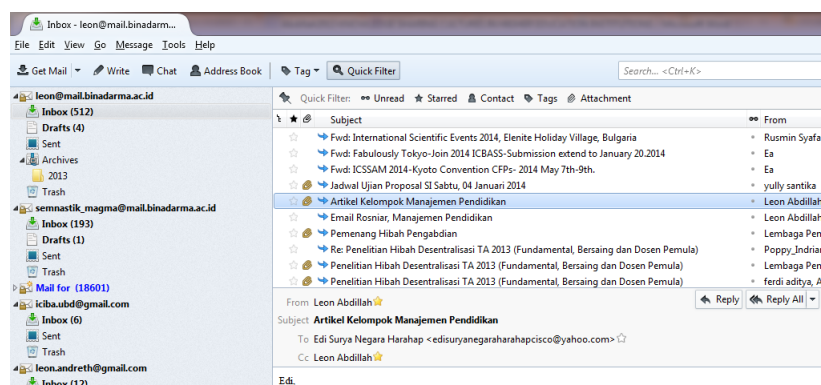 Inbox - leon@mail.binadarm...
File Edit View Go Message Tools Help
Get Mail Write Chat Address Book Tag Quick Filter Search... <Ctrl+K>
leon@mail.binadarma.ac.id
Inbox (512)
Drafts (4)
Sent
Archives
2013
Trash
semnastik_magma@mail.binadarma.ac.id
Inbox (193)
Drafts (1)
Sent
Trash
Mail for (18601)
iciba.ubd@gmail.com
Inbox (6)
Sent
Trash
leon.andreth@gmail.com
Inbox (12)
Quick Filter: Unread Starred Contact Tags Attachment
Subject From
Fwd: International Scientific Events 2014, Elenite Holiday Village, Bulgaria Rusmin Syafa
Fwd: Fabulously Tokyo-Join 2014 ICBASS-Submission extend to January 20.2014 Ea
Fwd: ICSSAM 2014-Kyoto Convention CFPs- 2014 May 7th-9th. Ea
Jadwal Ujian Proposal SI Sabtu, 04 Januari 2014 yully santika
Artikel Kelompok Manajemen Pendidikan Leon Abdillah
Email Rosniar, Manajemen Pendidikan Leon Abdillah
Pemenang Hibah Pengabdian Lembaga Pen
Re: Penelitian Hibah Desentralisasi TA 2013 (Fundamental, Bersaing dan Dosen Pemula) Poppy_Indrian
Penelitian Hibah Desentralisasi TA 2013 (Fundamental, Bersaing dan Dosen Pemula) Lembaga Pen
Penelitian Hibah Desentralisasi TA 2013 (Fundamental, Bersaing dan Dosen Pemula) ferdi aditya, A
From Leon Abdillah Reply Reply All
Subject Artikel Kelompok Manajemen Pendidikan
To Edi Surya Negara Harahap <edisuryanegaraharahapcisco@yahoo.com>
Cc Leon Abdillah
Edi.